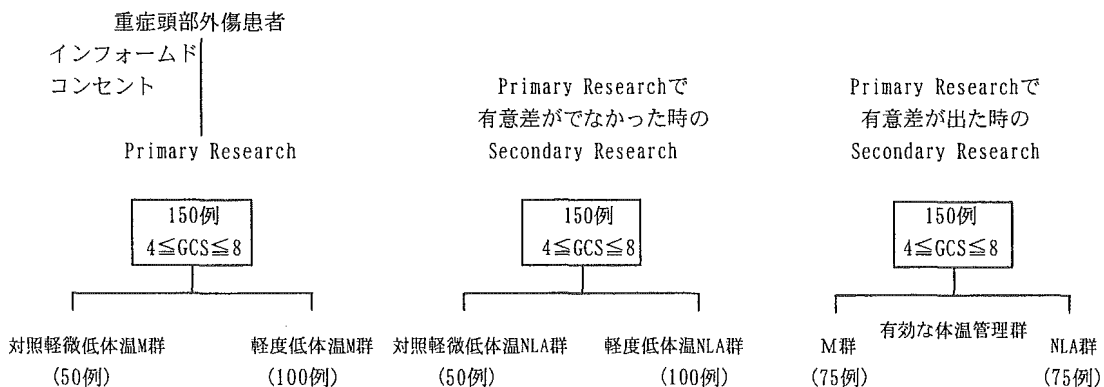 重症頭部外傷患者
インフォームド
コンセント
Primary Research
150例
4≦GCS≦8
対照軽微低体温M群
(50例)
軽度低体温M群
(100例)
Primary Researchで
有意差がでなかった時の
Secondary Research
150例
4≦GCS≦8
対照軽微低体温NLA群
(50例)
軽度低体温NLA群
(100例)
Primary Researchで
有意差が出た時の
Secondary Research
150例
4≦GCS≦8
有効な体温管理群
M群
(75例)
NLA群
(75例)